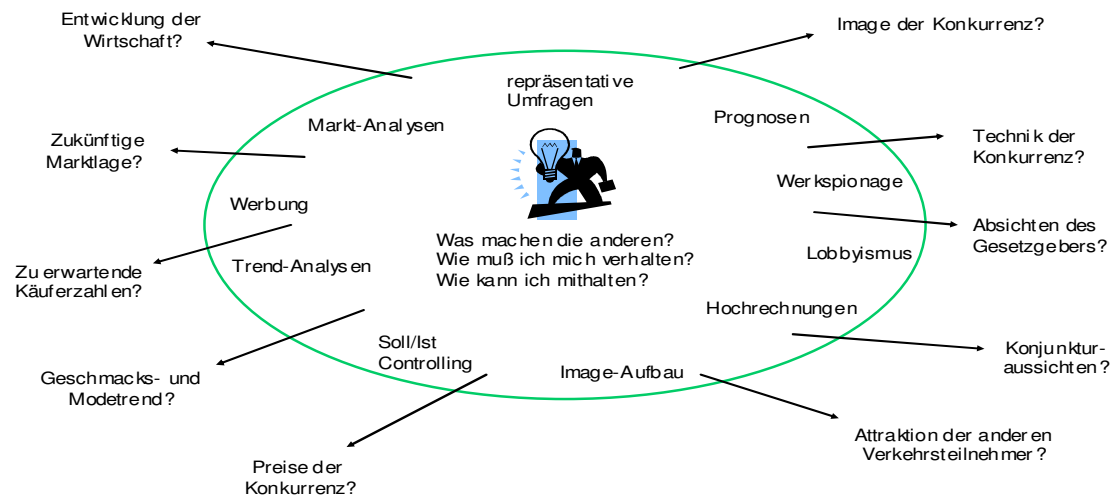 Entwicklung der
Wirtschaft?
Image der Konkurrenz?
repräsentative
Umfragen
Markt-Analysen
Prognosen
Zukünftige
Marktlage?
Technik der
Konkurrenz?
Werkspionage
Werbung
Absichten des
Gesetzgebers?
Was machen die anderen?
Wie muß ich mich verhalten?
Wie kann ich mithalten?
Lobbyismus
Trend-Analysen
Zu erwartende
Käuferzahlen?
Hochrechnungen
Soll/Ist
Controlling
Image-Aufbau
Konjunktur-
aussichten?
Geschmacks- und
Modetrend?
Attraktion der anderen
Verkehrsteilnehmer?
Preise der
Konkurrenz?